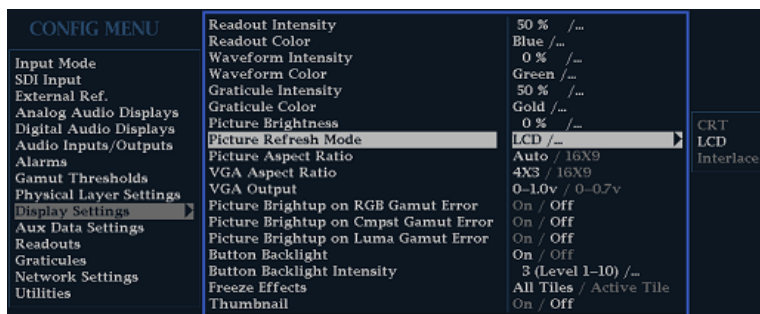 CONFIG MENU
Input Mode
SDI Input
External Ref.
Analog Audio Displays
Digital Audio Displays
Audio Inputs/Outputs
Alarms
Gamut Thresholds
Physical Layer Settings
Display Settings
Aux Data Settings
Readouts
Graticules
Network Settings
Utilities
Readout Intensity 50 % /...
Readout Color Blue /...
Waveform Intensity 0 % /...
Waveform Color Green /...
Graticule Intensity 50 % /...
Graticule Color Gold /...
Picture Brightness 0 % /...
Picture Refresh Mode LCD /...
Picture Aspect Ratio Auto / 16X9
VGA Aspect Ratio 4X3 / 16X9
VGA Output 0-1.0v / 0-0.7v
Picture Brightup on RGB Gamut Error On / Off
Picture Brightup on Cmpst Gamut Error On / Off
Picture Brightup on Luma Gamut Error On / Off
Button Backlight On / Off
Button Backlight Intensity 3 (Level 1-10) /...
Freeze Effects All Tiles / Active Tile
Thumbnail On / Off
CRT
LCD
Interlace